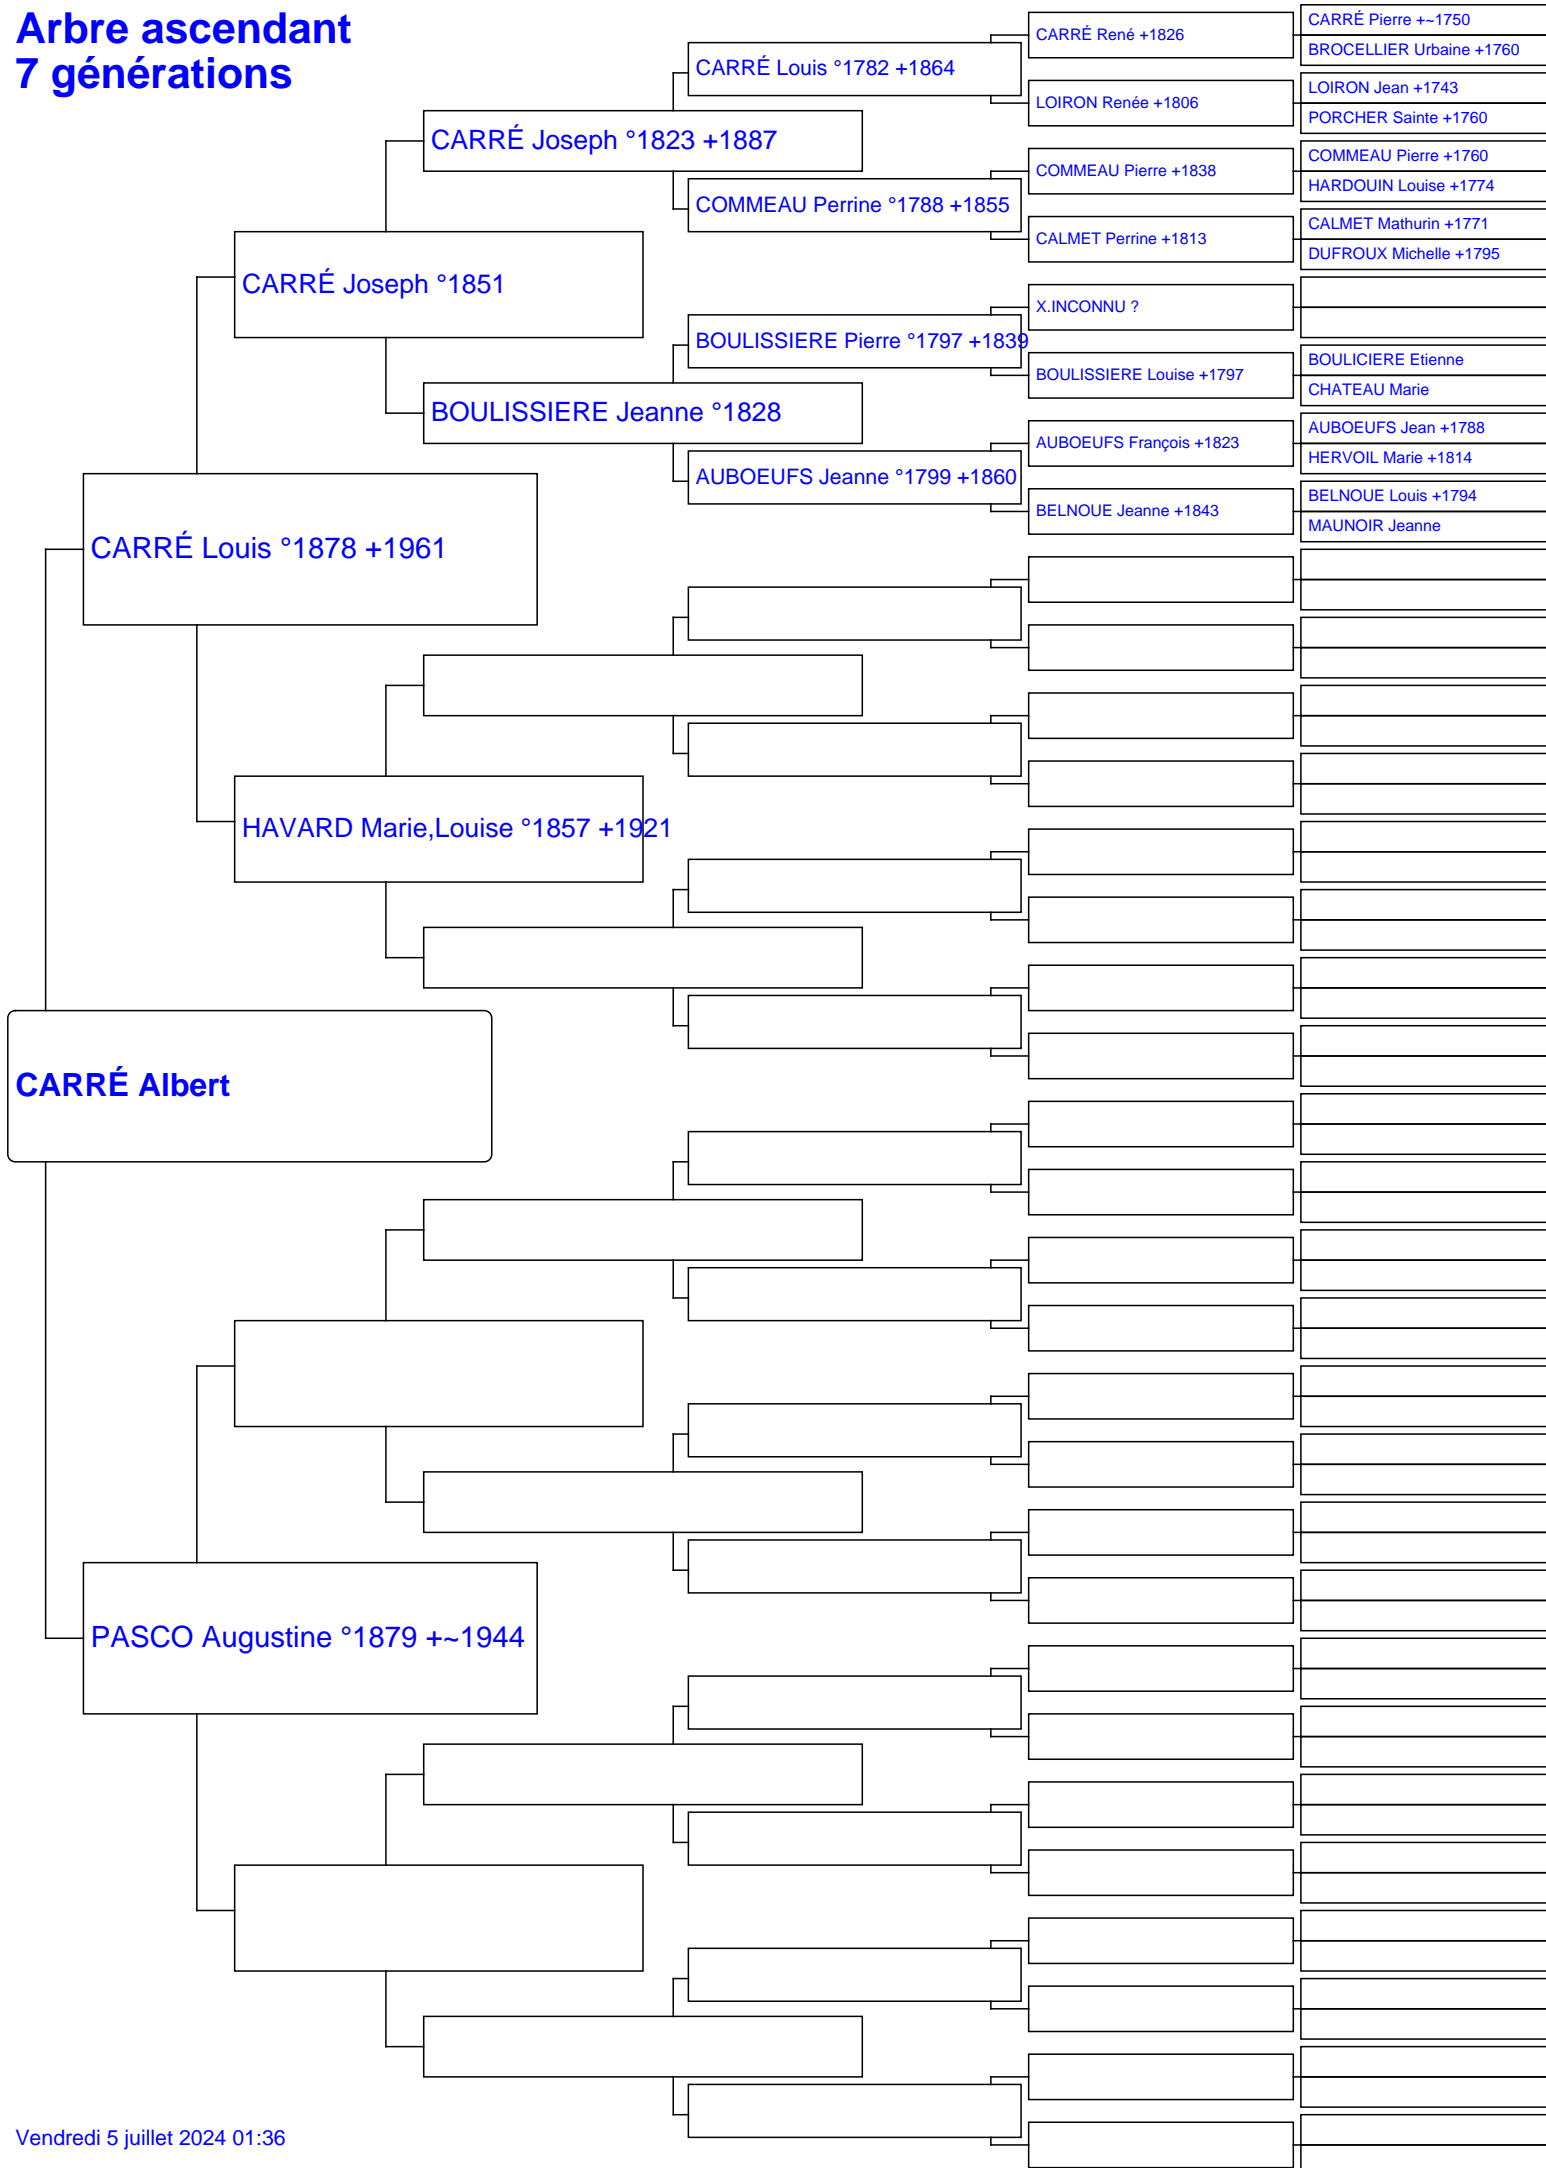 Arbre ascendant
7 générations
CARRÉ Albert
CARRÉ Louis °1878 +1961
PASCO Augustine °1879 +~1944
CARRÉ Joseph °1851
HAVARD Marie,Louise °1857 +1921
CARRÉ Joseph °1823 +1887
BOULISSIERE Jeanne °1828
CARRÉ Louis °1782 +1864
COMMEAU Perrine °1788 +1855
BOULISSIERE Pierre °1797 +1839
AUBOEUFS Jeanne °1799 +1860
CARRÉ René +1826
LOIRON Renée +1806
COMMEAU Pierre +1838
CALMET Perrine +1813
X.INCONNU ?
BOULISSIERE Louise +1797
AUBOEUFS François +1823
BELNOUE Jeanne +1843
CARRÉ Pierre +~1750
BROCELLIER Urbaine +1760
LOIRON Jean +1743
PORCHER Sainte +1760
COMMEAU Pierre +1760
HARDOUIN Louise +1774
CALMET Mathurin +1771
DUFROUX Michelle +1795
BOULICIERE Etienne
CHATEAU Marie
AUBOEUFS Jean +1788
HERVOIL Marie +1814
BELNOUE Louis +1794
MAUNOIR Jeanne
Vendredi 5 juillet 2024 01:36